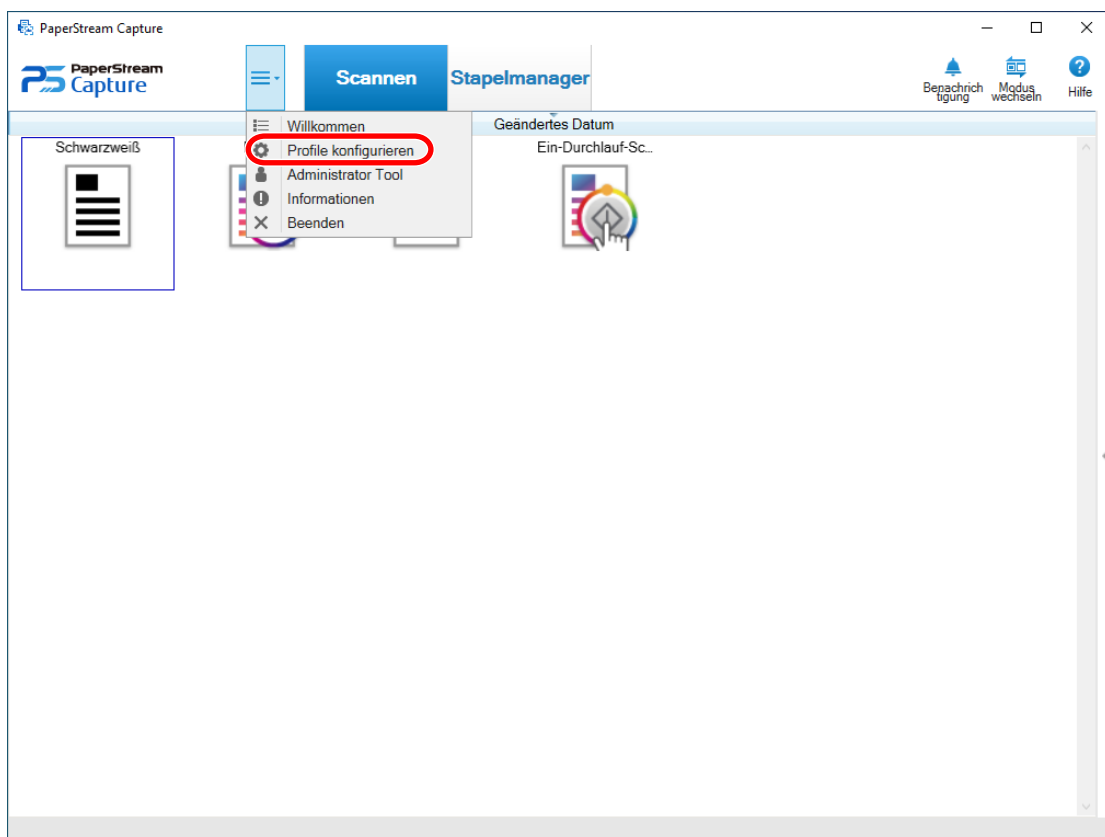 PaperStream Capture
PaperStream
Capture
Scannen
Stapelmanager
Benachrich
tigung
Modus
wechseln
Hilfe
Geändertes Datum
Willkommen
Profile konfigurieren
Administrator Tool
Informationen
Beenden
Schwarzweiß
Ein-Durchlauf-Sc...